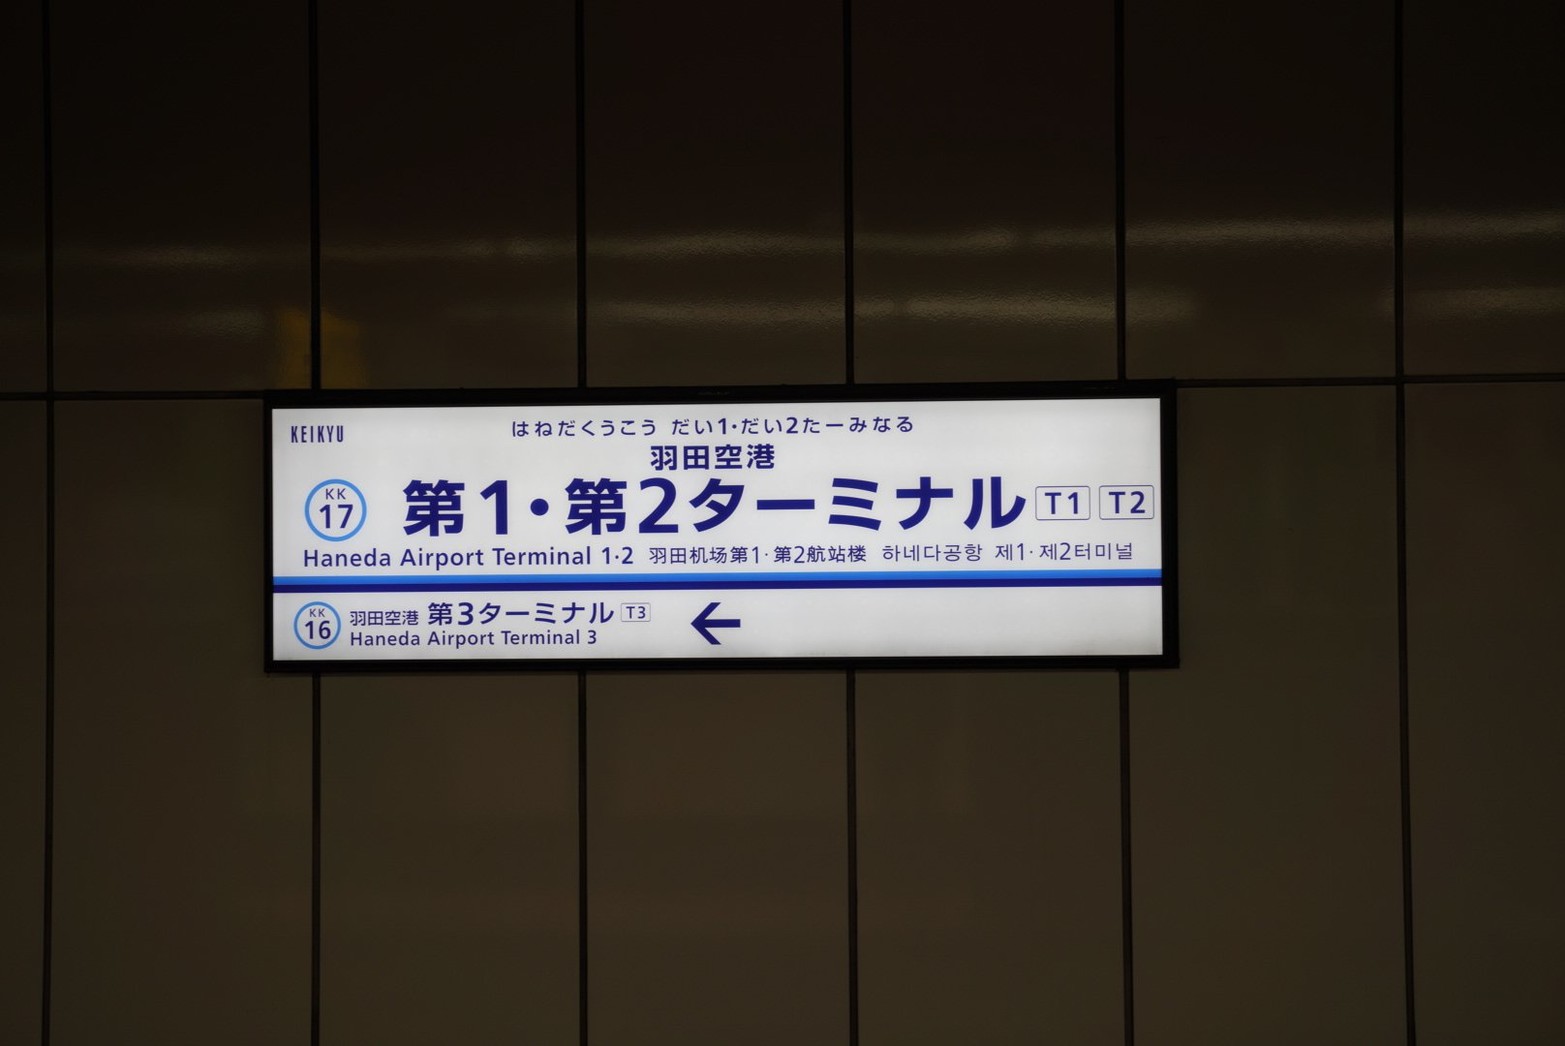 KEIKYU
はねだくうこう だい1・だい2たーみなる
羽田空港
KK
17
第1・第2ターミナル T1 T2
Haneda Airport Terminal 1・2 羽田机场第1・第2航站楼 하네다공항 제1・제2터미널
KK
16
羽田空港 第3ターミナル T3 ←
Haneda Airport Terminal 3